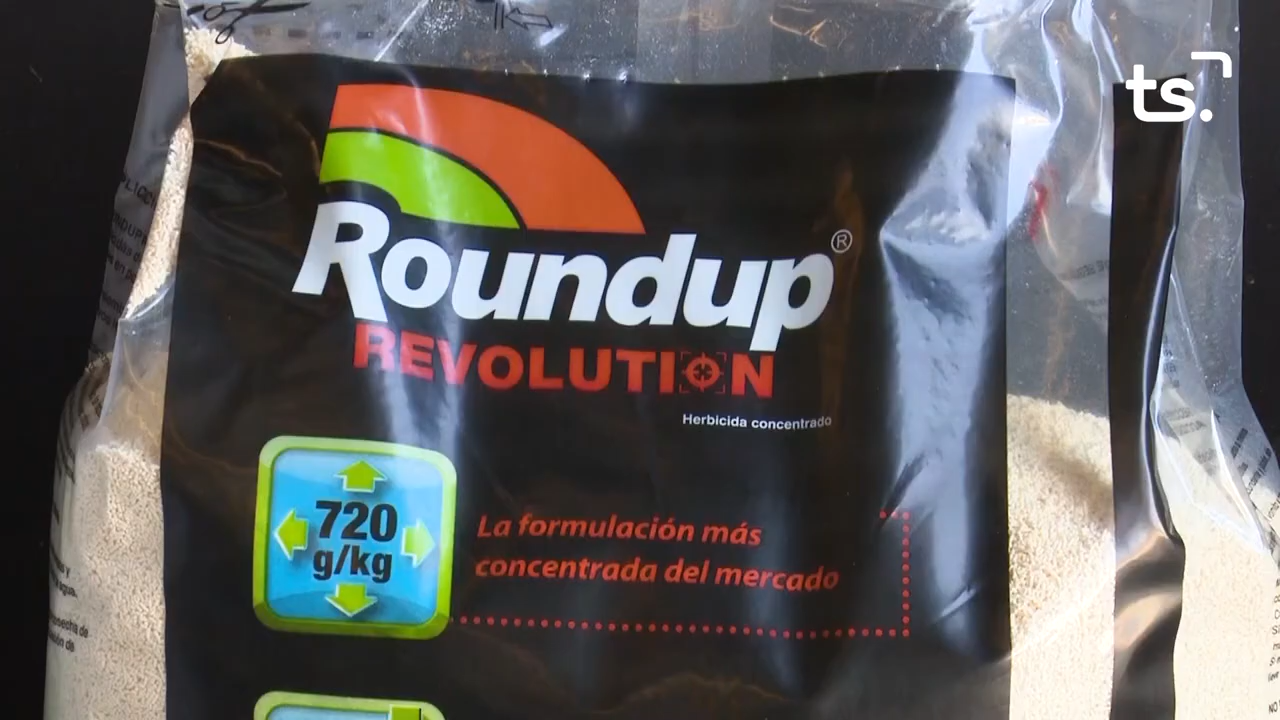 ts.
Roundup®
REVOLUTION
Herbicida concentrado
720
g/kg
La formulación más
concentrada del mercado